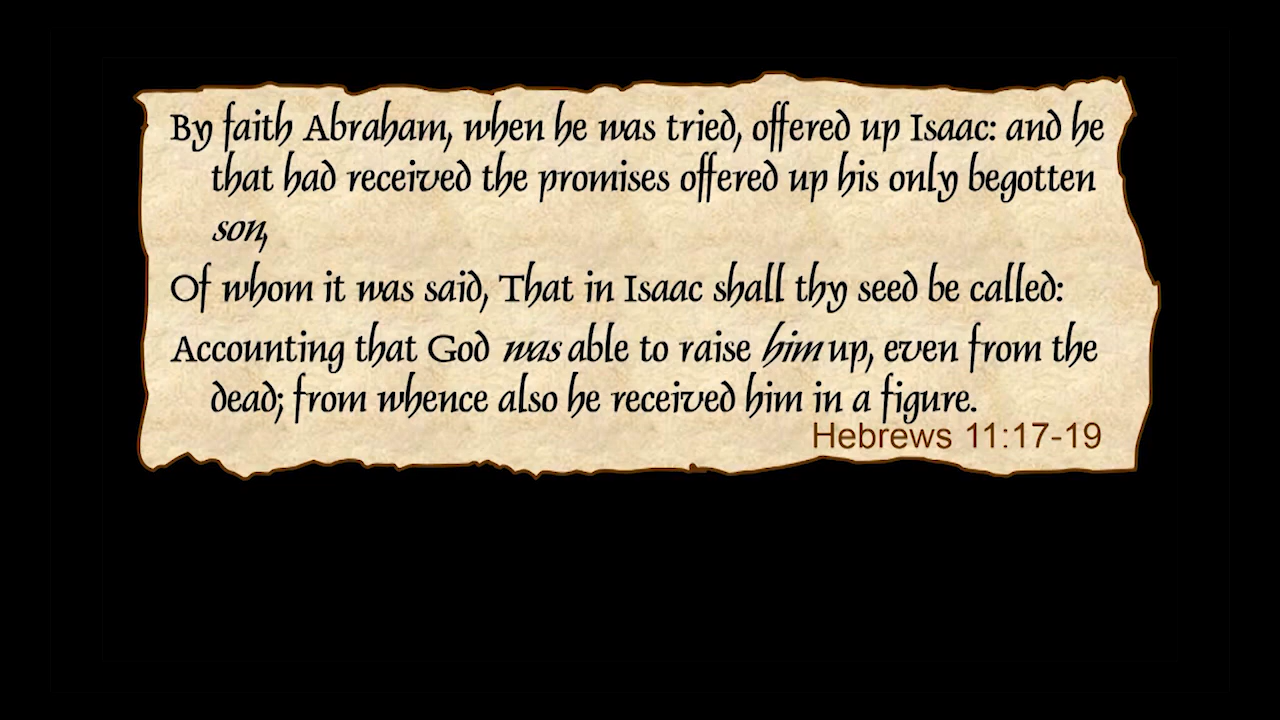 By faith Abraham, when he was tried, offered up Isaac: and he
that had received the promises offered up his only begotten
son,
Of whom it was said, That in Isaac shall thy seed be called:
Accounting that God was able to raise him up, even from the
dead; from whence also he received him in a figure.
Hebrews 11:17-19